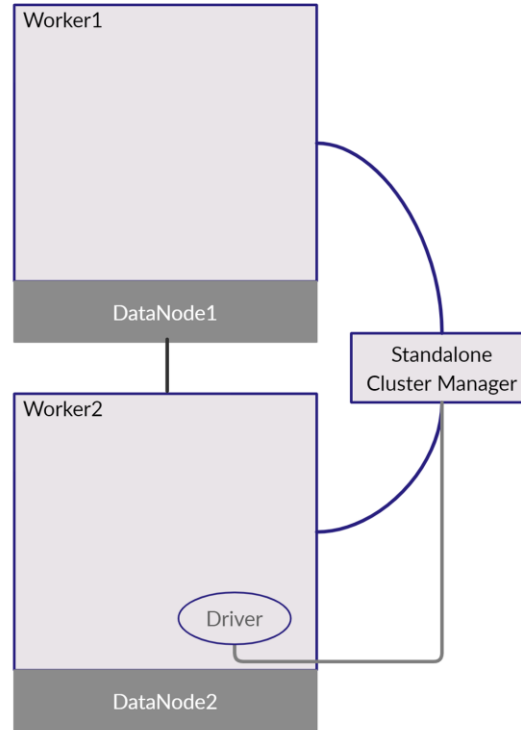 Worker1
DataNode1
Standalone
Cluster Manager
Worker2
Driver
DataNode2